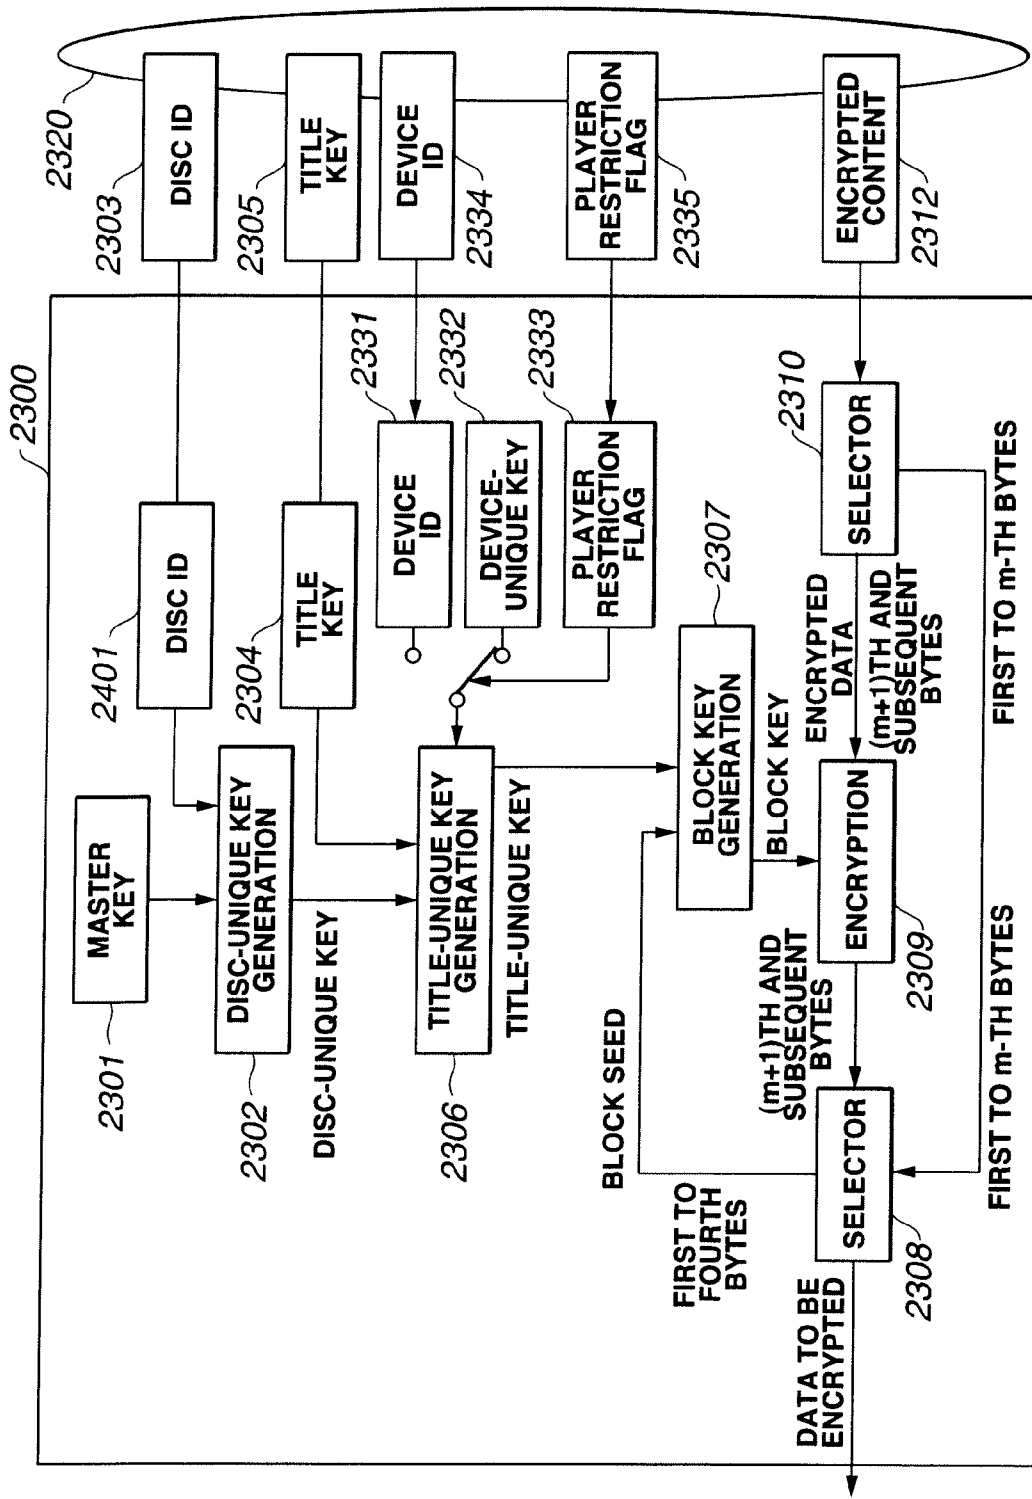 2300
2320
2303
DISC ID
2305
TITLE
KEY
DEVICE
ID
2334
PLAYER
RESTRICTION
FLAG
2335
ENCRYPTED
CONTENT
2312
2301
MASTER
KEY
2401
DISC ID
2302
DISC-UNIQUE KEY
GENERATION
DISC-UNIQUE KEY
2304
TITLE
KEY
2331
DEVICE
ID
2332
DEVICE-
UNIQUE KEY
2333
PLAYER
RESTRICTION
FLAG
2306
TITLE-UNIQUE KEY
GENERATION
TITLE-UNIQUE KEY
2307
BLOCK KEY
GENERATION
BLOCK KEY
BLOCK SEED
FIRST TO
FOURTH
BYTES
2310
SELECTOR
ENCRYPTED
DATA
(m+1)TH AND
SUBSEQUENT
BYTES
2309
ENCRYPTION
(m+1)TH AND
SUBSEQUENT
BYTES
2308
SELECTOR
DATA TO BE
ENCRYPTED
FIRST TO m-TH BYTES
FIRST TO m-TH BYTES